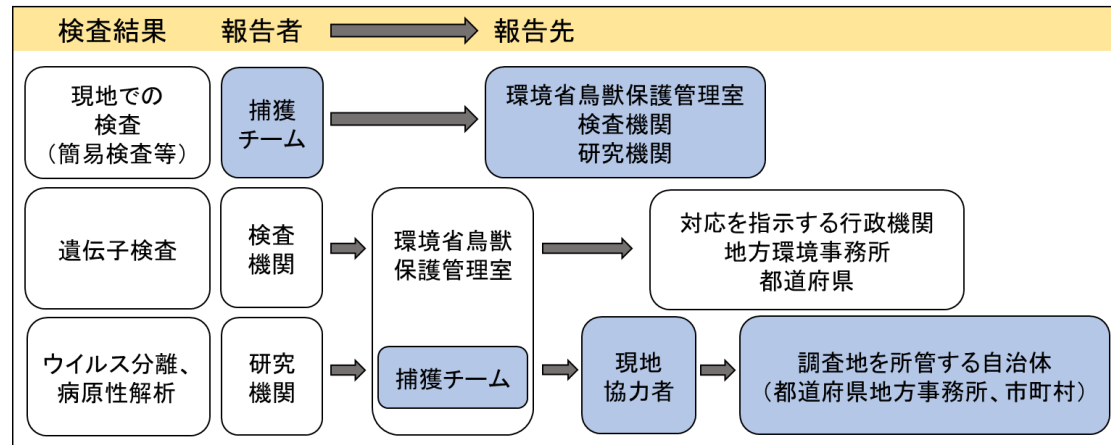 検査結果 報告者 報告先
現地での
検査
（簡易検査等）
捕獲
チーム
環境省鳥獣保護管理室
検査機関
研究機関
遺伝子検査
検査
機関
環境省鳥獣
保護管理室
対応を指示する行政機関
地方環境事務所
都道府県
ウイルス分離、
病原性解析
研究
機関
捕獲チーム
現地
協力者
調査地を所管する自治体
（都道府県地方事務所、市町村）